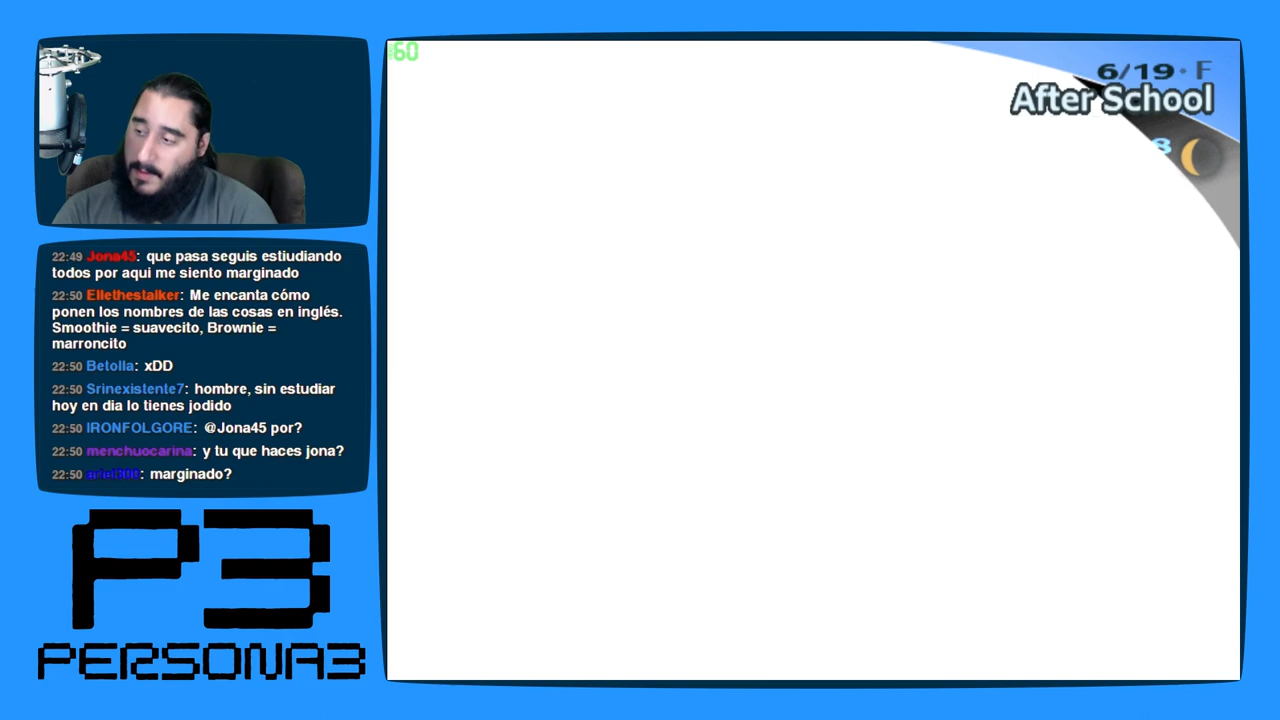 60
6/19 · F
After School
8
22:49 Jona45: que pasa seguis estiudiando
todos por aqui me siento marginado
22:50 Ellethestalker: Me encanta cómo
ponen los nombres de las cosas en inglés.
Smoothie = suavecito, Brownie =
marroncito
22:50 Betolla: xDD
22:50 Srinexistente7: hombre, sin estudiar
hoy en dia lo tienes jodido
22:50 IRONFOLGORE: @Jona45 por?
22:50 menchuocarina: y tu que haces jona?
22:50 : marginado?
P3
PERSONA3